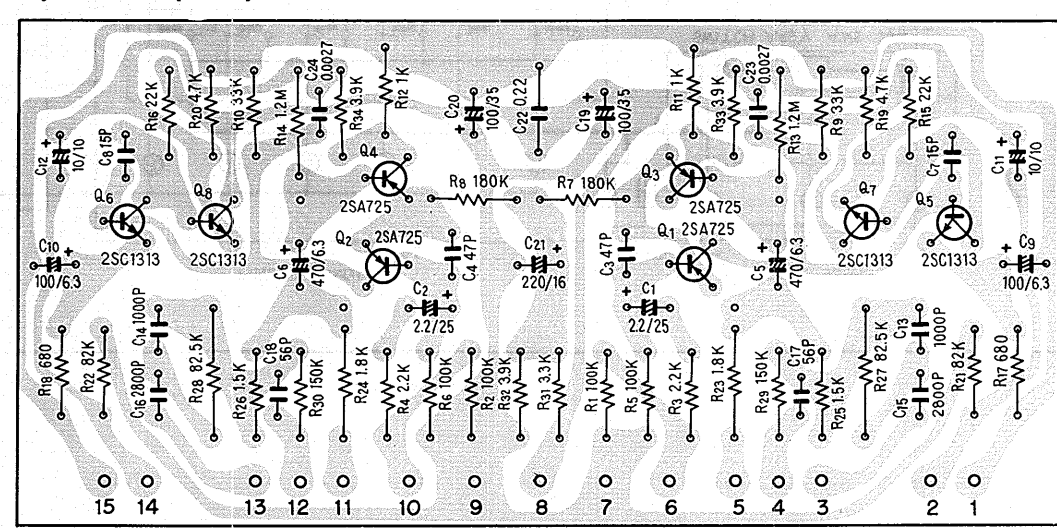 R16 22K
R20 4.7K
R10 33K
R14 1.2M
C24 0.0027
R34 3.9K
R12 1K
C20 100/35
+
C22 0.22
C19 + 100/35
R11 1K
R33 3.9K
C23 0.0027
R13 1.2M
R9 33K
R19 4.7K
R15 22K
C12 + 10/10
C8 15P
Q4
2SA725
R8 180K
R7 180K
Q3
2SA725
C7 15P
C11 + 10/10
Q6
2SC1313
Q8
2SC1313
Q2
2SA725
Q1
2SA725
Q7
2SC1313
Q5
2SC1313
C10 +
100/6.3
C6 + 470/6.3
C4 47P
C21
+
220/16
C3 47P
C5 + 470/6.3
C9
+
100/6.3
C2 +
2.2/25
C1
+
2.2/25
R18 680
R22 82K
C14 1000P
C16 2800P
R28 82.5K
R26 1.5K
C18 56P
R30 150K
R24 1.8K
R4 2.2K
R6 100K
R2 100K
R32 3.9K
R31 3.3K
R1 100K
R5 100K
R3 2.2K
R23 1.8K
R29 150K
C17 56P
R25 1.5K
R27 82.5K
C13 1000P
C15 2800P
R21 82K
R17 680
15 14 13 12 11 10 9 8 7 6 5 4 3 2 1